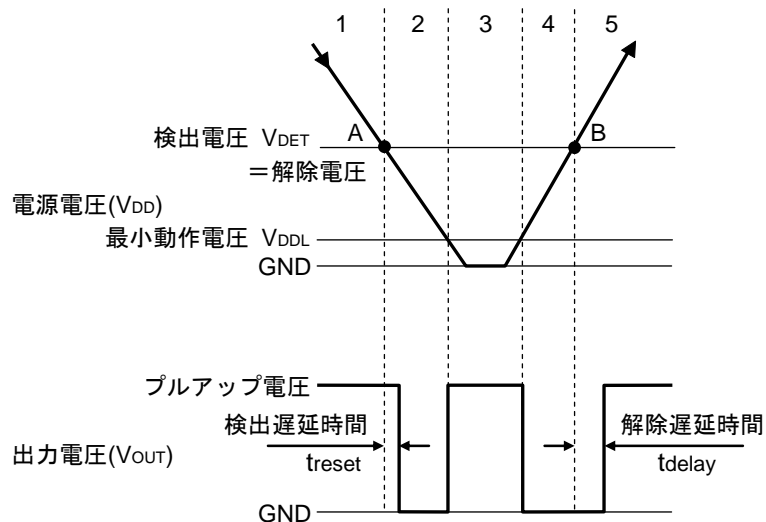 1 2 3 4 5
検出電圧 VDET A B
＝解除電圧
電源電圧(VDD)
最小動作電圧 VDDL
GND
プルアップ電圧
検出遅延時間 解除遅延時間
出力電圧(VOUT) treset tdelay
GND